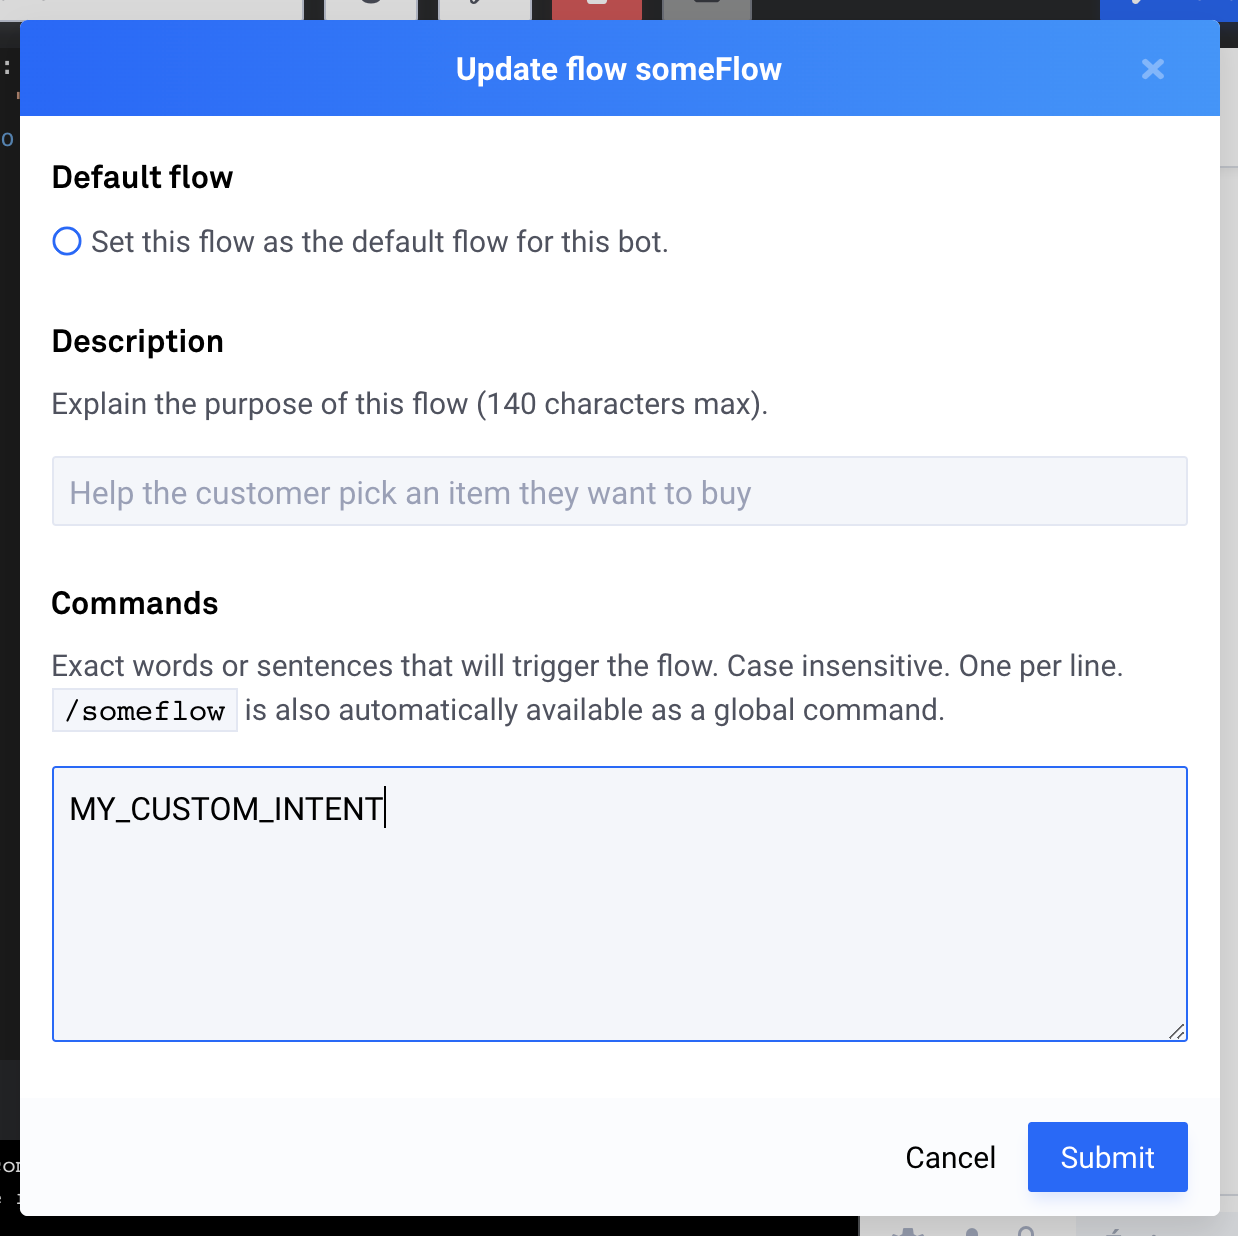 Update flow someFlow
Default flow
Set this flow as the default flow for this bot.
Description
Explain the purpose of this flow (140 characters max).
Help the customer pick an item they want to buy
Commands
Exact words or sentences that will trigger the flow. Case insensitive. One per line.
/someflow is also automatically available as a global command.
MY_CUSTOM_INTENT
Cancel
Submit